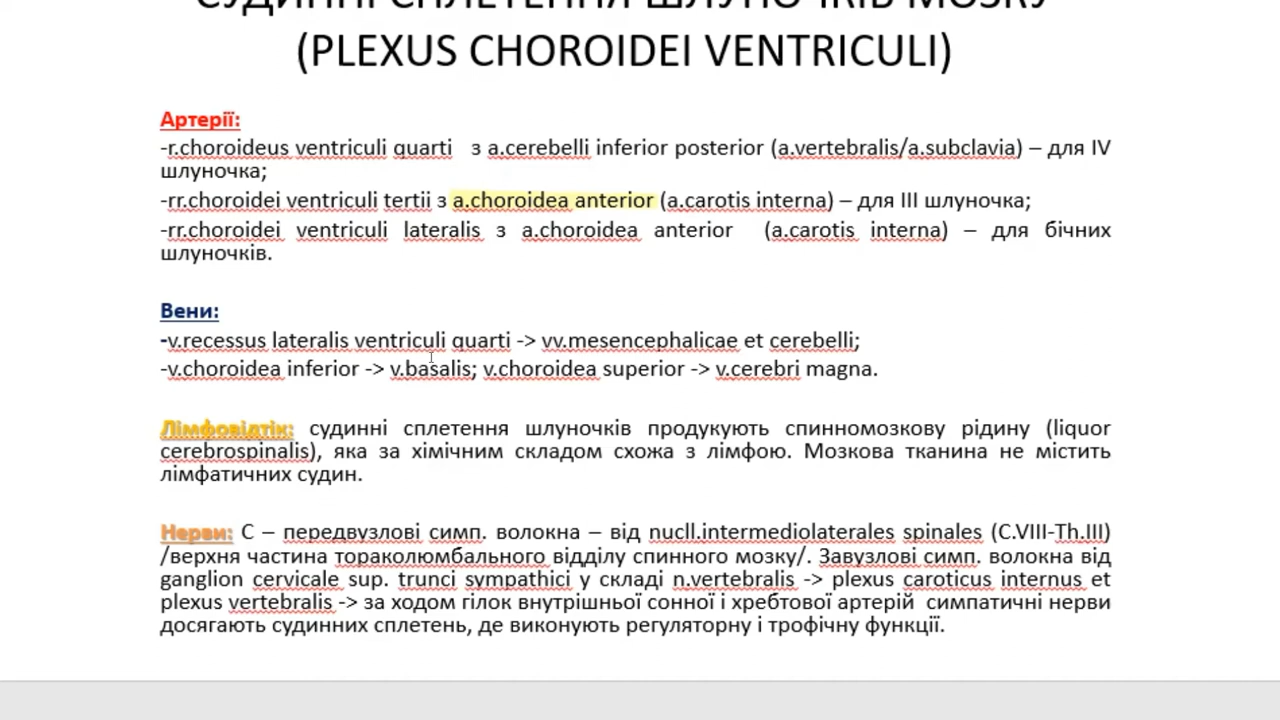 СУДИННІ СПЛЕТЕННЯ ШЛУНОЧКІВ МОЗКУ
(PLEXUS CHOROIDEI VENTRICULI)
Артерії:
-r.choroideus ventriculi quarti з a.cerebelli inferior posterior (a.vertebralis/a.subclavia) – для IV
шлуночка;
-rr.choroidei ventriculi tertii з a.choroidea anterior (a.carotis interna) – для III шлуночка;
-rr.choroidei ventriculi lateralis з a.choroidea anterior (a.carotis interna) – для бічних
шлуночків.
Вени:
-v.recessus lateralis ventriculi quarti -> vv.mesencephalicae et cerebelli;
-v.choroidea inferior -> v.basalis; v.choroidea superior -> v.cerebri magna.
Лімфовідтік: судинні сплетення шлуночків продукують спинномозкову рідину (liquor
cerebrospinalis), яка за хімічним складом схожа з лімфою. Мозкова тканина не містить
лімфатичних судин.
Нерви: С – передвузлові симп. волокна – від nucll.intermediolaterales spinales (C.VIII-Th.III)
/верхня частина тораколюмбального відділу спинного мозку/. Завузлові симп. волокна від
ganglion cervicale sup. trunci sympathici у складі n.vertebralis -> plexus caroticus internus et
plexus vertebralis -> за ходом гілок внутрішньої сонної і хребтової артерій симпатичні нерви
досягають судинних сплетень, де виконують регуляторну і трофічну функції.